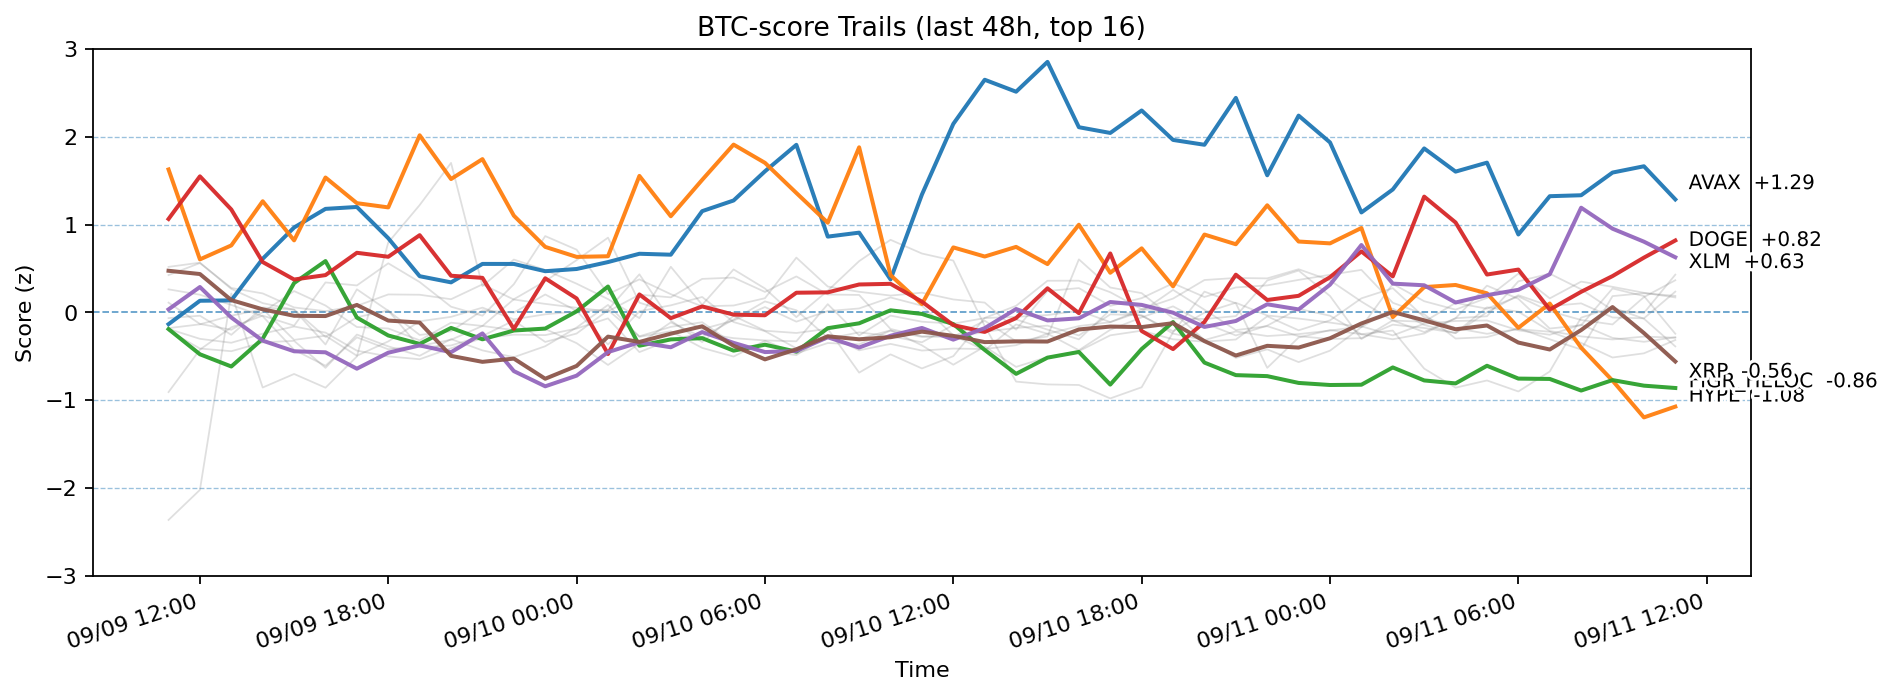 BTC-score Trails (last 48h, top 16)
Score (z)
3
2
1
0
−1
−2
−3
AVAX +1.29
DOGE +0.82
XLM +0.63
XRP -0.56
-0.86
HYPE -1.08
09/09 12:00
09/09 18:00
09/10 00:00
09/10 06:00
09/10 12:00
09/10 18:00
09/11 00:00
09/11 06:00
09/11 12:00
Time